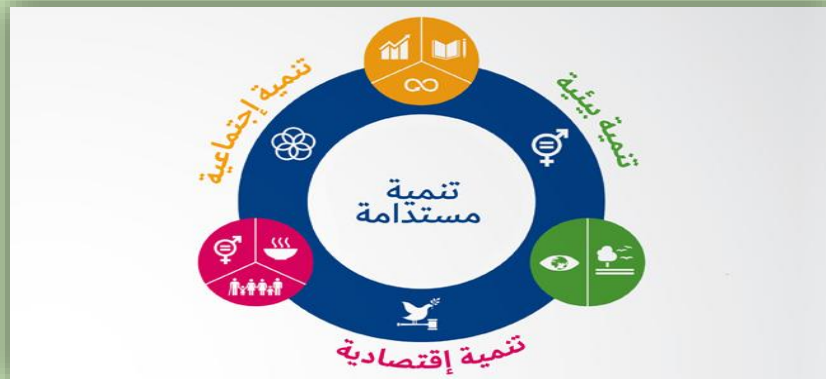 تنمية إجتماعية
تنمية بيئية
تنمية
مستدامة
تنمية إقتصادية